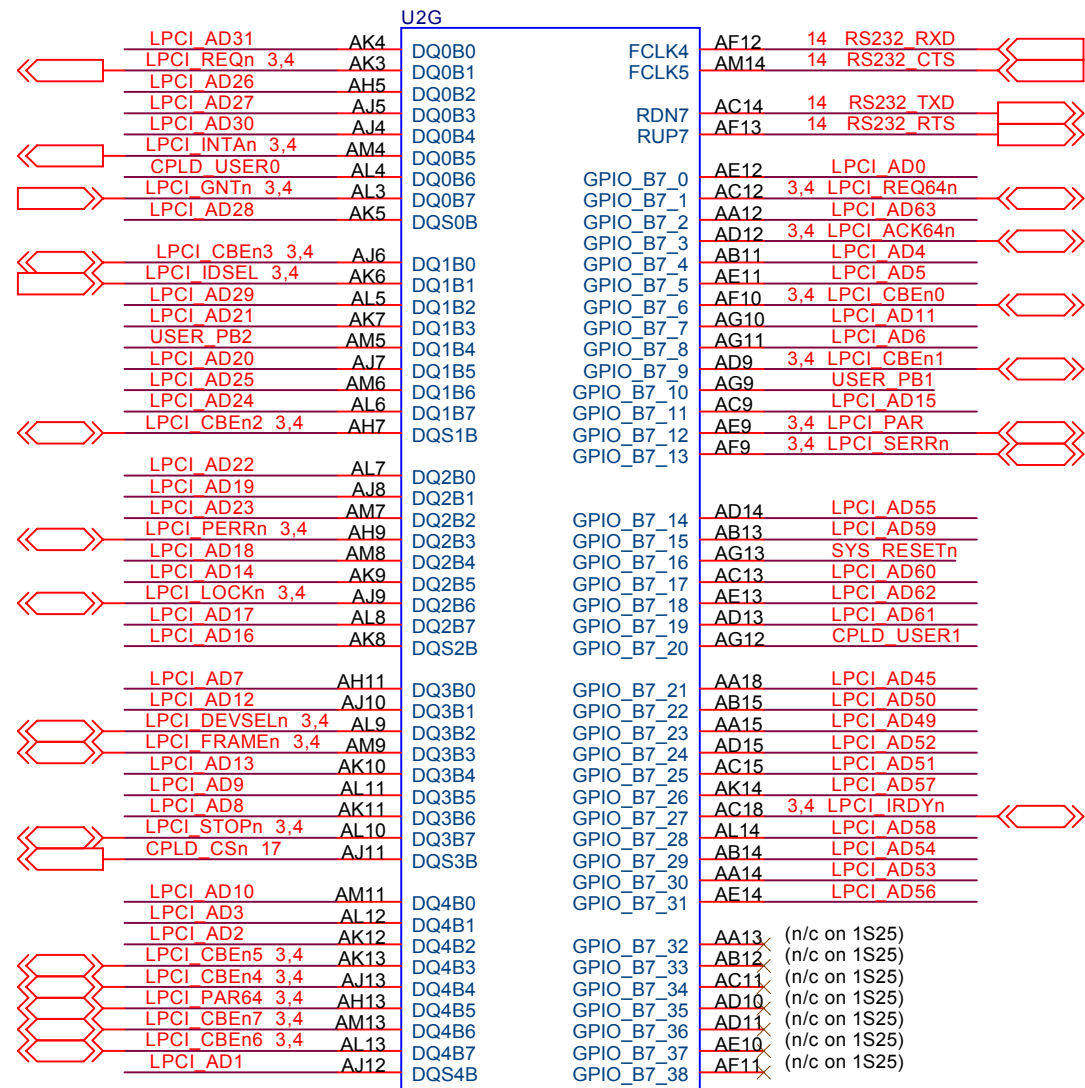 U2G
LPCI_AD31 AK4 DQ0B0 FCLK4 AF12 14 RS232_RXD
LPCI_REQn 3,4 AK3 DQ0B1 FCLK5 AM14 14 RS232_CTS
LPCI_AD26 AH5 DQ0B2
LPCI_AD27 AJ5 DQ0B3 RDN7 AC14 14 RS232_TXD
LPCI_AD30 AJ4 DQ0B4 RUP7 AF13 14 RS232_RTS
LPCI_INTAn 3,4 AM4 DQ0B5
CPLD_USER0 AL4 DQ0B6 GPIO_B7_0 AE12 LPCI_AD0
LPCI_GNTn 3,4 AL3 DQ0B7 GPIO_B7_1 AC12 3,4 LPCI_REQ64n
LPCI_AD28 AK5 DQS0B GPIO_B7_2 AA12 LPCI_AD63
GPIO_B7_3 AD12 3,4 LPCI_ACK64n
LPCI_CBEn3 3,4 AJ6 DQ1B0 GPIO_B7_4 AB11 LPCI_AD4
LPCI_IDSEL 3,4 AK6 DQ1B1 GPIO_B7_5 AE11 LPCI_AD5
LPCI_AD29 AL5 DQ1B2 GPIO_B7_6 AF10 3,4 LPCI_CBEn0
LPCI_AD21 AK7 DQ1B3 GPIO_B7_7 AG10 LPCI_AD11
USER_PB2 AM5 DQ1B4 GPIO_B7_8 AG11 LPCI_AD6
LPCI_AD20 AJ7 DQ1B5 GPIO_B7_9 AD9 3,4 LPCI_CBEn1
LPCI_AD25 AM6 DQ1B6 GPIO_B7_10 AG9 USER_PB1
LPCI_AD24 AL6 DQ1B7 GPIO_B7_11 AC9 LPCI_AD15
LPCI_CBEn2 3,4 AH7 DQS1B GPIO_B7_12 AE9 3,4 LPCI_PAR
GPIO_B7_13 AF9 3,4 LPCI_SERRn
LPCI_AD22 AL7 DQ2B0
LPCI_AD19 AJ8 DQ2B1
LPCI_AD23 AM7 DQ2B2 GPIO_B7_14 AD14 LPCI_AD55
LPCI_PERRn 3,4 AH9 DQ2B3 GPIO_B7_15 AB13 LPCI_AD59
LPCI_AD18 AM8 DQ2B4 GPIO_B7_16 AG13 SYS_RESETn
LPCI_AD14 AK9 DQ2B5 GPIO_B7_17 AC13 LPCI_AD60
LPCI_LOCKn 3,4 AJ9 DQ2B6 GPIO_B7_18 AE13 LPCI_AD62
LPCI_AD17 AL8 DQ2B7 GPIO_B7_19 AD13 LPCI_AD61
LPCI_AD16 AK8 DQS2B GPIO_B7_20 AG12 CPLD_USER1
LPCI_AD7 AH11 DQ3B0 GPIO_B7_21 AA18 LPCI_AD45
LPCI_AD12 AJ10 DQ3B1 GPIO_B7_22 AB15 LPCI_AD50
LPCI_DEVSELn 3,4 AL9 DQ3B2 GPIO_B7_23 AA15 LPCI_AD49
LPCI_FRAMEn 3,4 AM9 DQ3B3 GPIO_B7_24 AD15 LPCI_AD52
LPCI_AD13 AK10 DQ3B4 GPIO_B7_25 AC15 LPCI_AD51
LPCI_AD9 AL11 DQ3B5 GPIO_B7_26 AK14 LPCI_AD57
LPCI_AD8 AK11 DQ3B6 GPIO_B7_27 AC18 3,4 LPCI_IRDYn
LPCI_STOPn 3,4 AL10 DQ3B7 GPIO_B7_28 AL14 LPCI_AD58
CPLD_CSn 17 AJ11 DQS3B GPIO_B7_29 AB14 LPCI_AD54
GPIO_B7_30 AA14 LPCI_AD53
LPCI_AD10 AM11 DQ4B0 GPIO_B7_31 AE14 LPCI_AD56
LPCI_AD3 AL12 DQ4B1
LPCI_AD2 AK12 DQ4B2 GPIO_B7_32 AA13 (n/c on 1S25)
LPCI_CBEn5 3,4 AK13 DQ4B3 GPIO_B7_33 AB12 (n/c on 1S25)
LPCI_CBEn4 3,4 AJ13 DQ4B4 GPIO_B7_34 AC11 (n/c on 1S25)
LPCI_PAR64 3,4 AH13 DQ4B5 GPIO_B7_35 AD10 (n/c on 1S25)
LPCI_CBEn7 3,4 AM13 DQ4B6 GPIO_B7_36 AD11 (n/c on 1S25)
LPCI_CBEn6 3,4 AL13 DQ4B7 GPIO_B7_37 AE10 (n/c on 1S25)
LPCI_AD1 AJ12 DQS4B GPIO_B7_38 AF11 (n/c on 1S25)